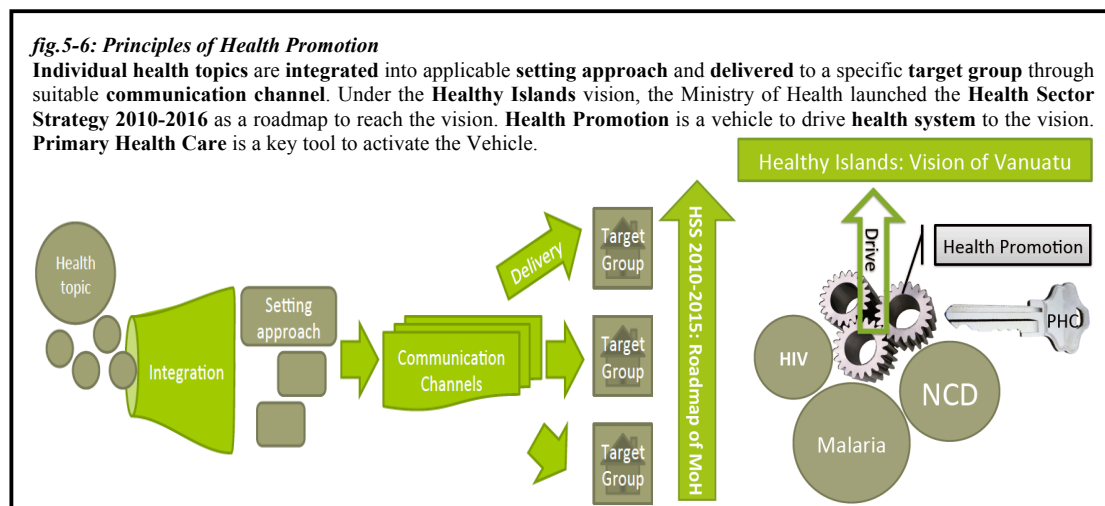 fig.5-6: Principles of Health Promotion
Individual health topics are integrated into applicable setting approach and delivered to a specific target group through
suitable communication channel. Under the Healthy Islands vision, the Ministry of Health launched the Health Sector
Strategy 2010-2016 as a roadmap to reach the vision. Health Promotion is a vehicle to drive health system to the vision.
Primary Health Care is a key tool to activate the Vehicle.
Healthy Islands: Vision of Vanuatu
Health
topic
Integration
Setting
approach
Communication
Channels
Delivery
Target
Group
Target
Group
Target
Group
HSS 2010-2015: Roadmap of MoH
Drive
Health Promotion
PHC
HIV
NCD
Malaria